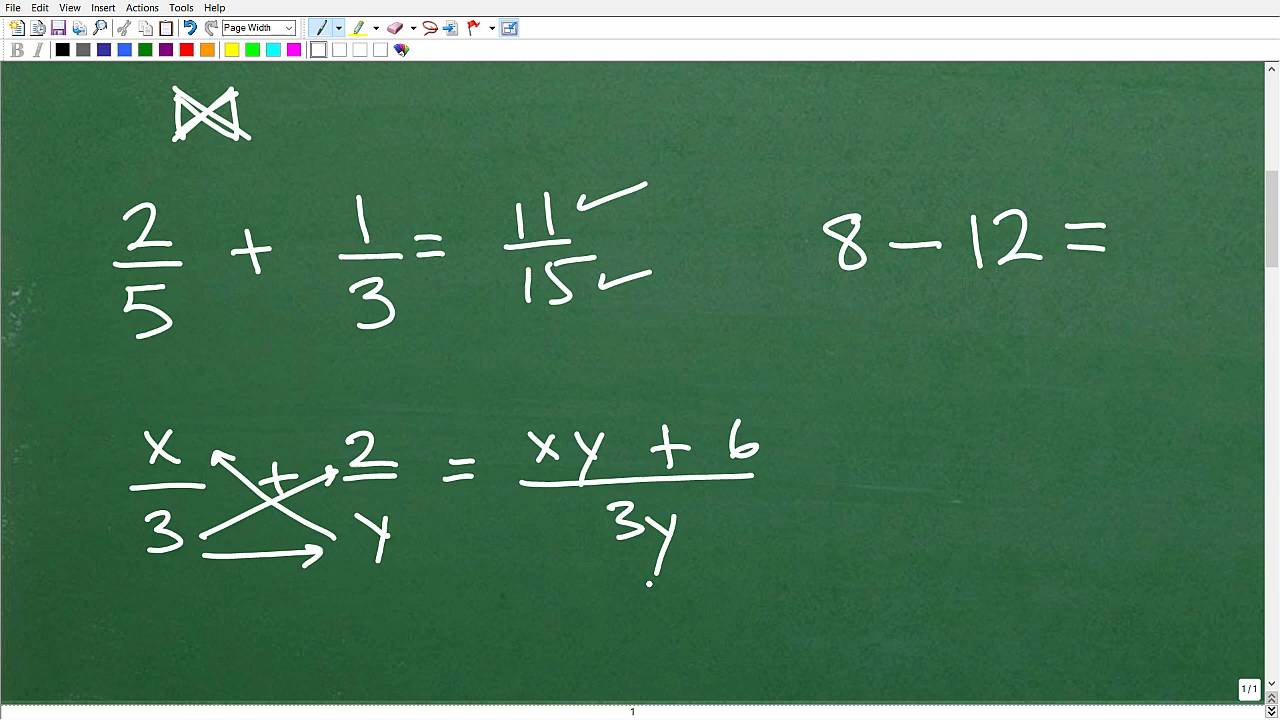 File Edit View Insert Actions Tools Help
Page Width
B I
2/5 + 1/3 = 11/15
8 - 12 =
x/3 + 2/y = xy + 6/3y
1/1
1